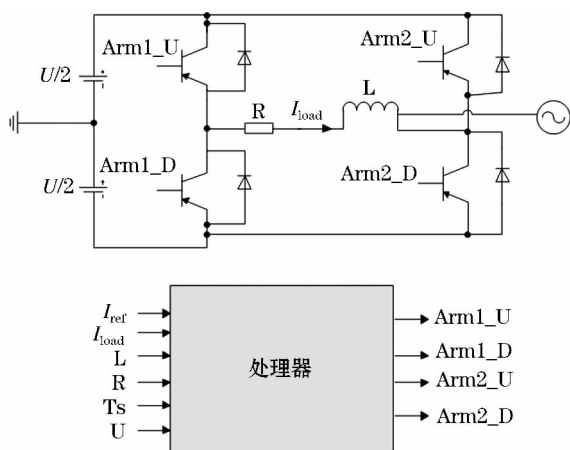 Arm1_U
Arm2_U
U/2
R
I_load
L
Arm1_D
U/2
Arm2_D
I_ref
I_load
L
R
Ts
U
处理器
Arm1_U
Arm1_D
Arm2_U
Arm2_D